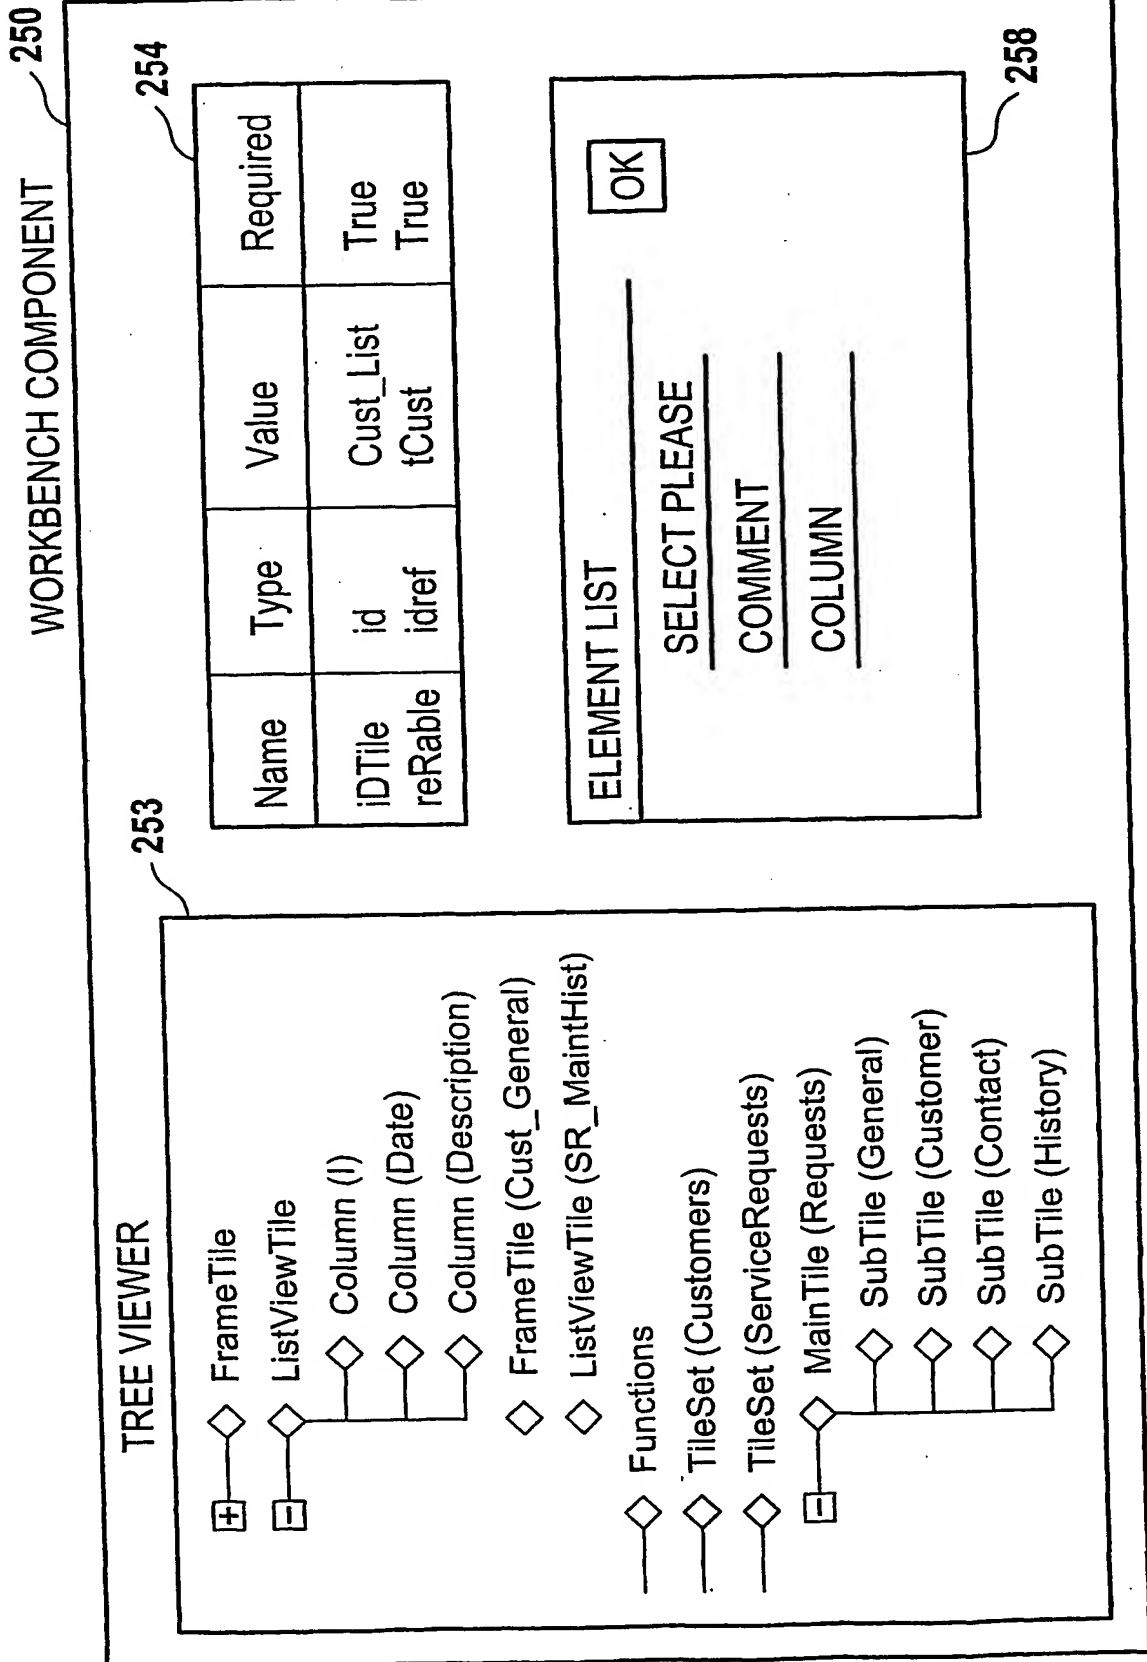 WORKBENCH COMPONENT
250
TREE VIEWER
253
+ FrameTile
- ListViewTile
Column (I)
Column (Date)
Column (Description)
FrameTile (Cust_General)
ListViewTile (SR_MaintHist)
Functions
TileSet (Customers)
TileSet (ServiceRequests)
- MainTile (Requests)
SubTile (General)
SubTile (Customer)
SubTile (Contact)
SubTile (History)
254
Name Type Value Required
iDTile id Cust_List True
reRable idref tCust True
ELEMENT LIST
OK
SELECT PLEASE
COMMENT
COLUMN
258